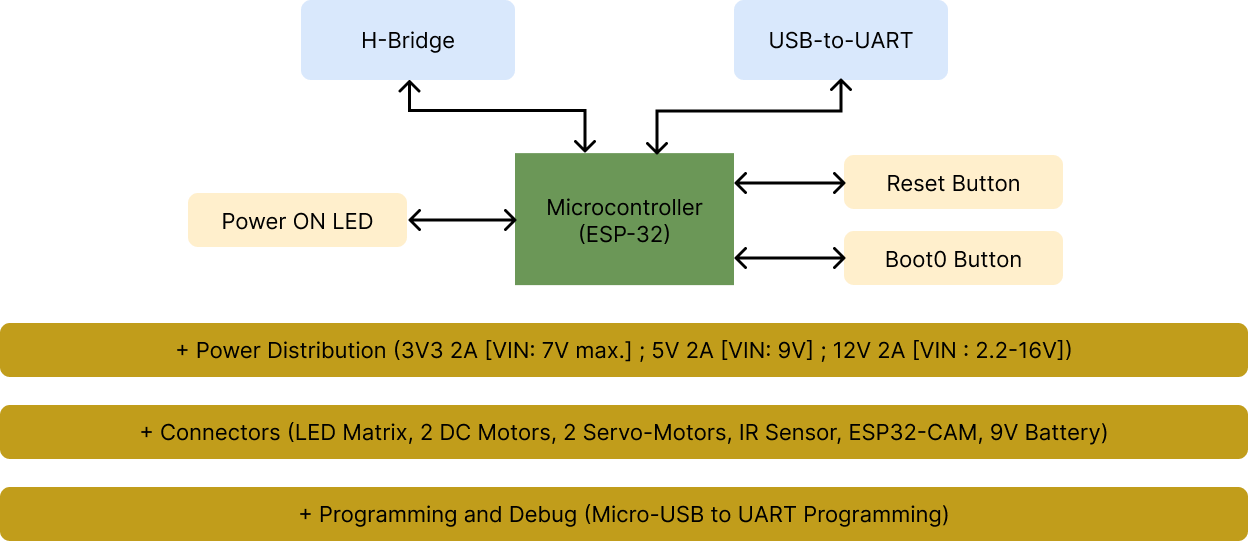 H-Bridge
USB-to-UART
Reset Button
Microcontroller
(ESP-32)
Power ON LED
Boot0 Button
+ Power Distribution (3V3 2A [VIN: 7V max.] ; 5V 2A [VIN: 9V] ; 12V 2A [VIN : 2.2-16V])
+ Connectors (LED Matrix, 2 DC Motors, 2 Servo-Motors, IR Sensor, ESP32-CAM, 9V Battery)
+ Programming and Debug (Micro-USB to UART Programming)